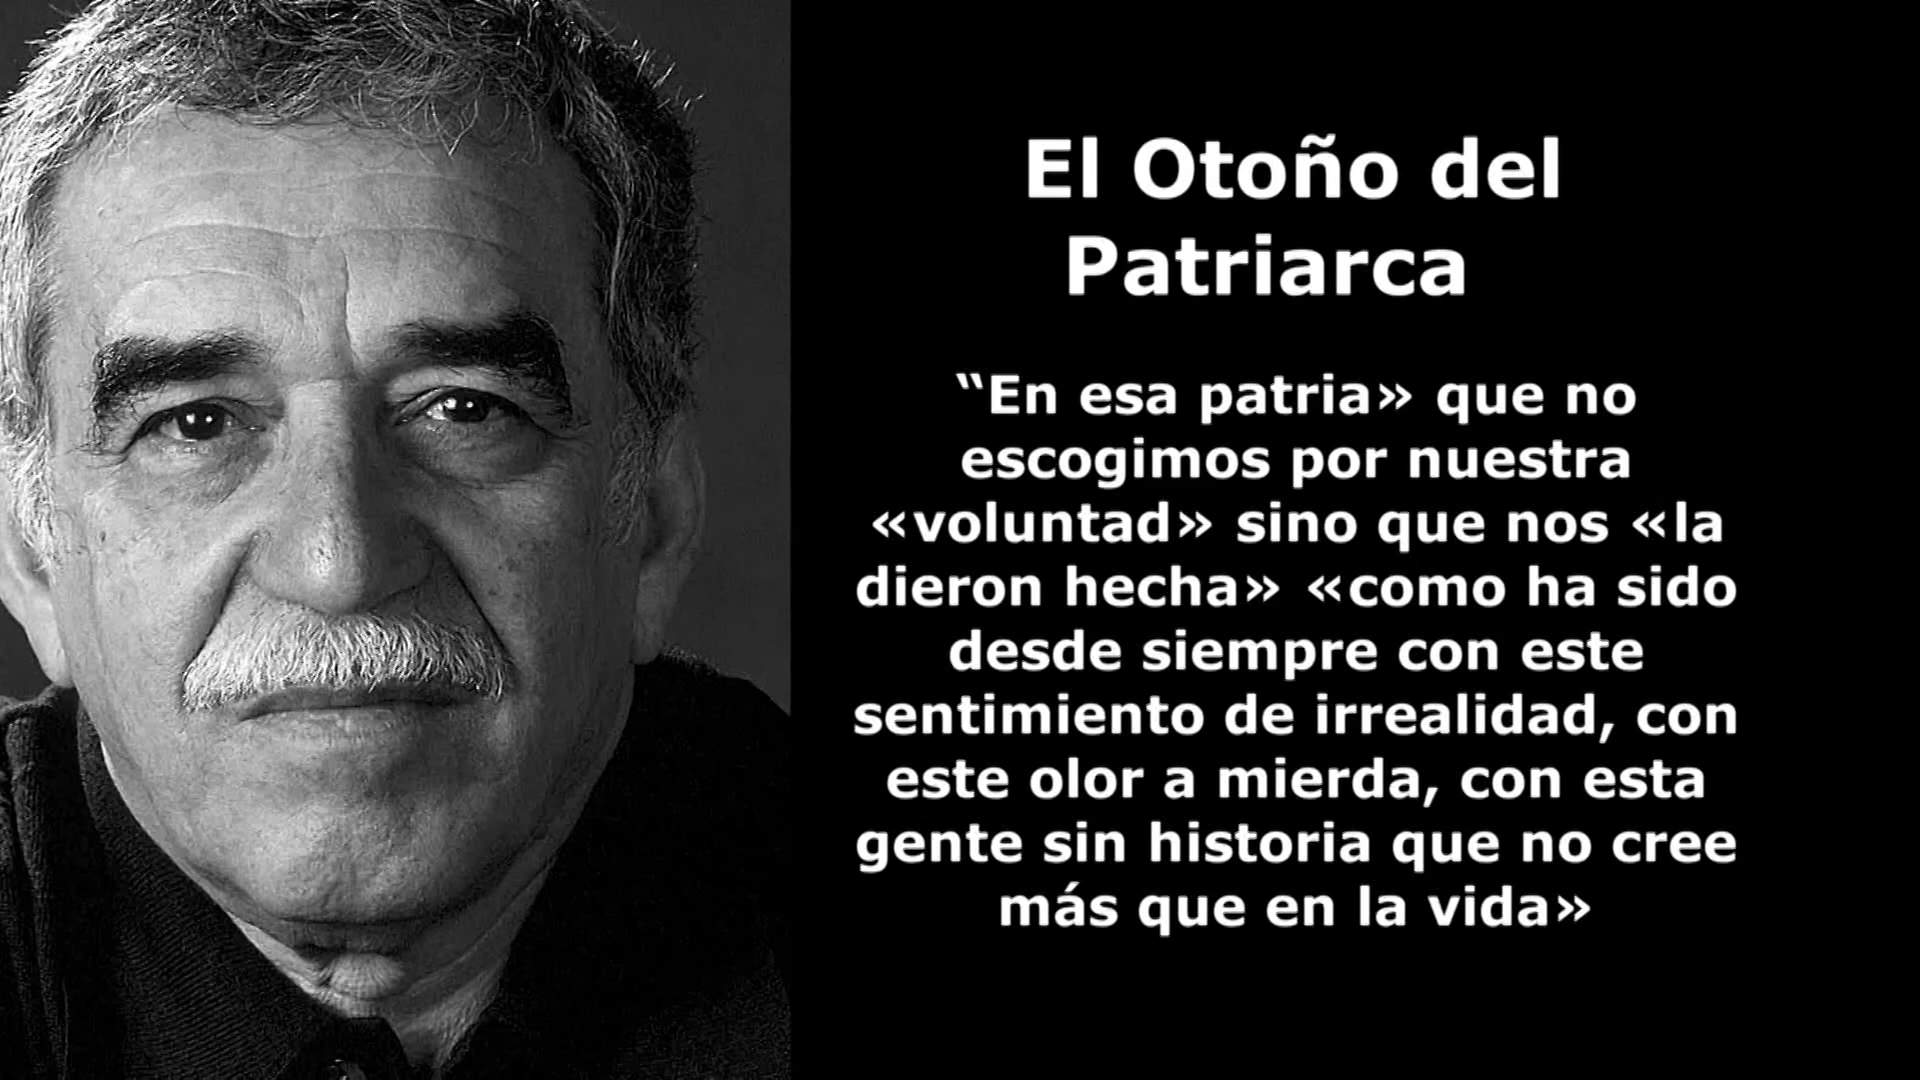 El Otoño del
Patriarca
“En esa patria» que no
escogimos por nuestra
«voluntad» sino que nos «la
dieron hecha» «como ha sido
desde siempre con este
sentimiento de irrealidad, con
este olor a mierda, con esta
gente sin historia que no cree
más que en la vida»